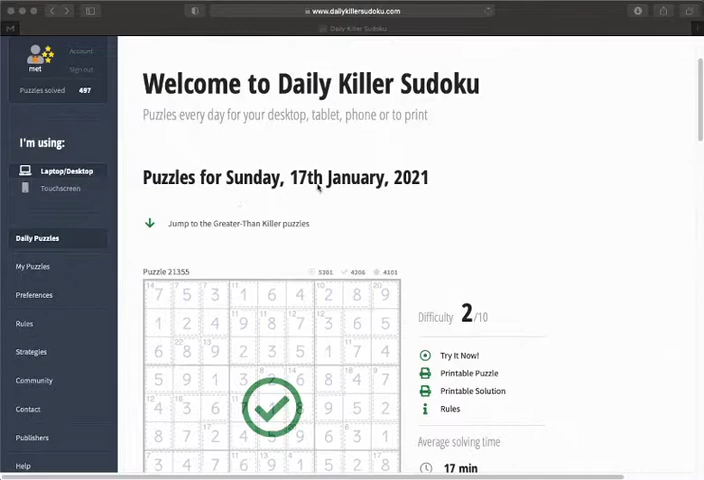 www.dailykillersudoku.com
Daily Killer Sudoku
met
Account
Sign out
Puzzles solved 497
I'm using:
Laptop/Desktop
Touchscreen
Daily Puzzles
My Puzzles
Preferences
Rules
Strategies
Community
Contact
Publishers
Help
Welcome to Daily Killer Sudoku
Puzzles every day for your desktop, tablet, phone or to print
Puzzles for Sunday, 17th January, 2021
Jump to the Greater-Than Killer puzzles
Puzzle 21355
5301 4306 4101
7 5 3 1 6 4 2 8 9
1 2 4 9 8 7 3 6 5
6 8 9 2 3 5 1 7 4
5 9 1 3 6 8 4 7
4 3 6 9 5 2
3 4 7 6 9 1 5 2 8
Difficulty 2/10
Try It Now!
Printable Puzzle
Printable Solution
Rules
Average solving time
17 min